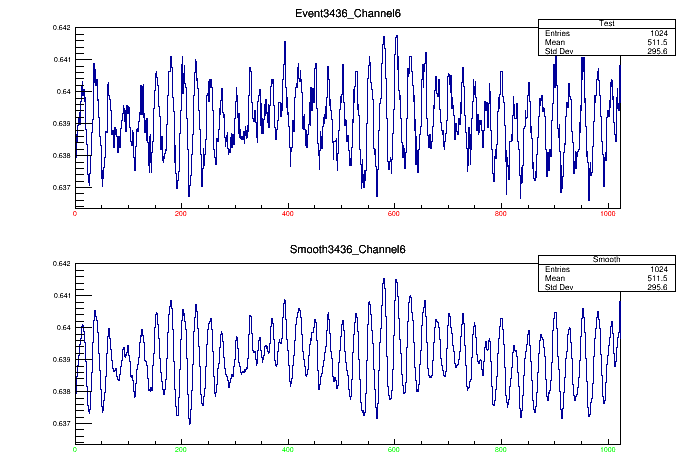 Event3436_Channel6
Test
Entries 1024
Mean 511.5
Std Dev 295.6
0.642
0.641
0.64
0.639
0.638
0.637
0 200 400 600 800 1000
Smooth3436_Channel6
Smooth
Entries 1024
Mean 511.5
Std Dev 295.6
0.642
0.641
0.64
0.639
0.638
0.637
0 200 400 600 800 1000